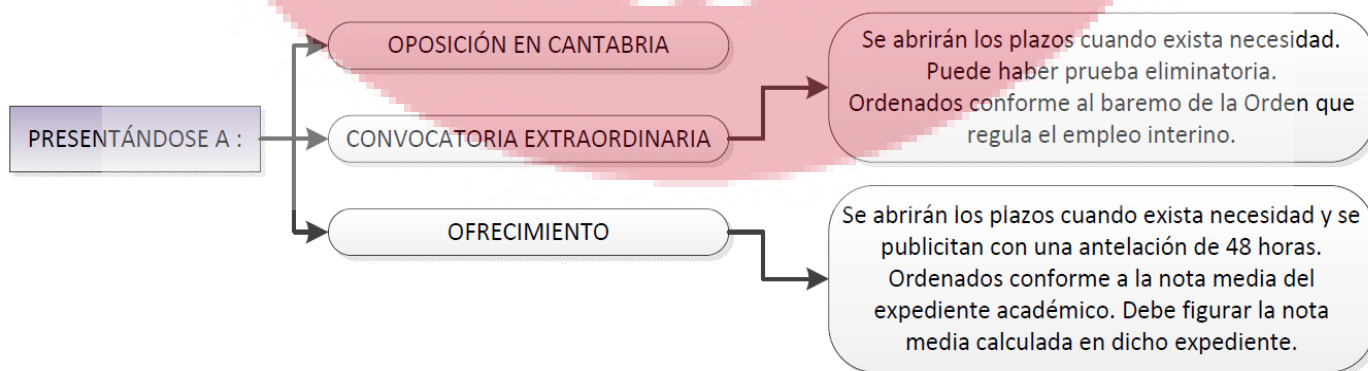 PRESENTÁNDOSE A :
OPOSICIÓN EN CANTABRIA
CONVOCATORIA EXTRAORDINARIA
Se abrirán los plazos cuando exista necesidad.
Puede haber prueba eliminatoria.
Ordenados conforme al baremo de la Orden que
regula el empleo interino.
OFRECIMIENTO
Se abrirán los plazos cuando exista necesidad y se
publicitan con una antelación de 48 horas.
Ordenados conforme a la nota media del
expediente académico. Debe figurar la nota
media calculada en dicho expediente.